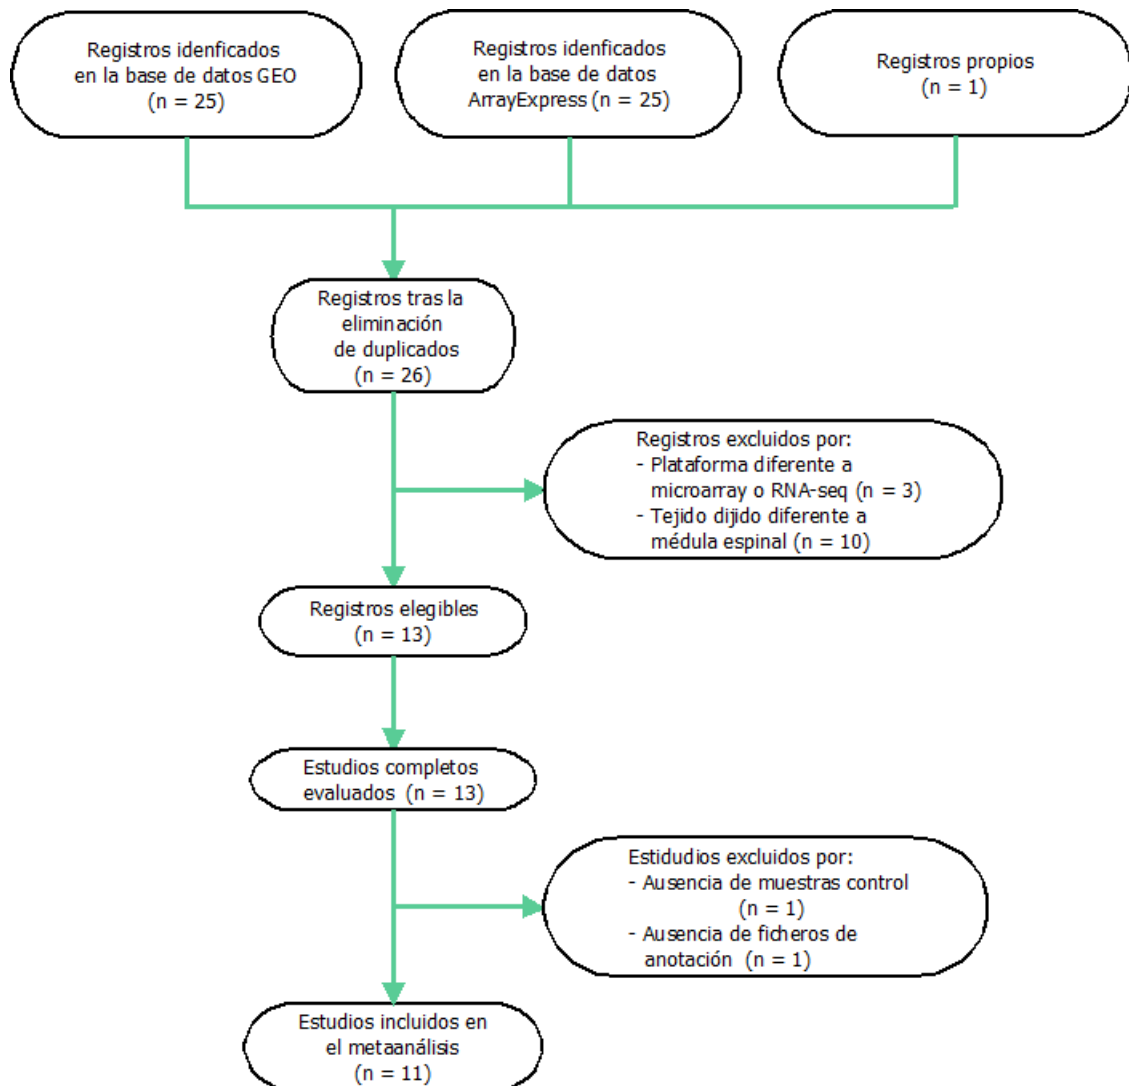 Registros idenficados
en la base de datos GEO
(n = 25)
Registros idenficados
en la base de datos
ArrayExpress (n = 25)
Registros propios
(n = 1)
Registros tras la
eliminación
de duplicados
(n = 26)
Registros excluidos por:
- Plataforma diferente a
microarray o RNA-seq (n = 3)
- Tejido dijido diferente a
médula espinal (n = 10)
Registros elegibles
(n = 13)
Estudios completos
evaluados (n = 13)
Estidudios excluidos por:
- Ausencia de muestras control
(n = 1)
- Ausencia de ficheros de
anotación (n = 1)
Estudios incluidos en
el metaanálisis
(n = 11)